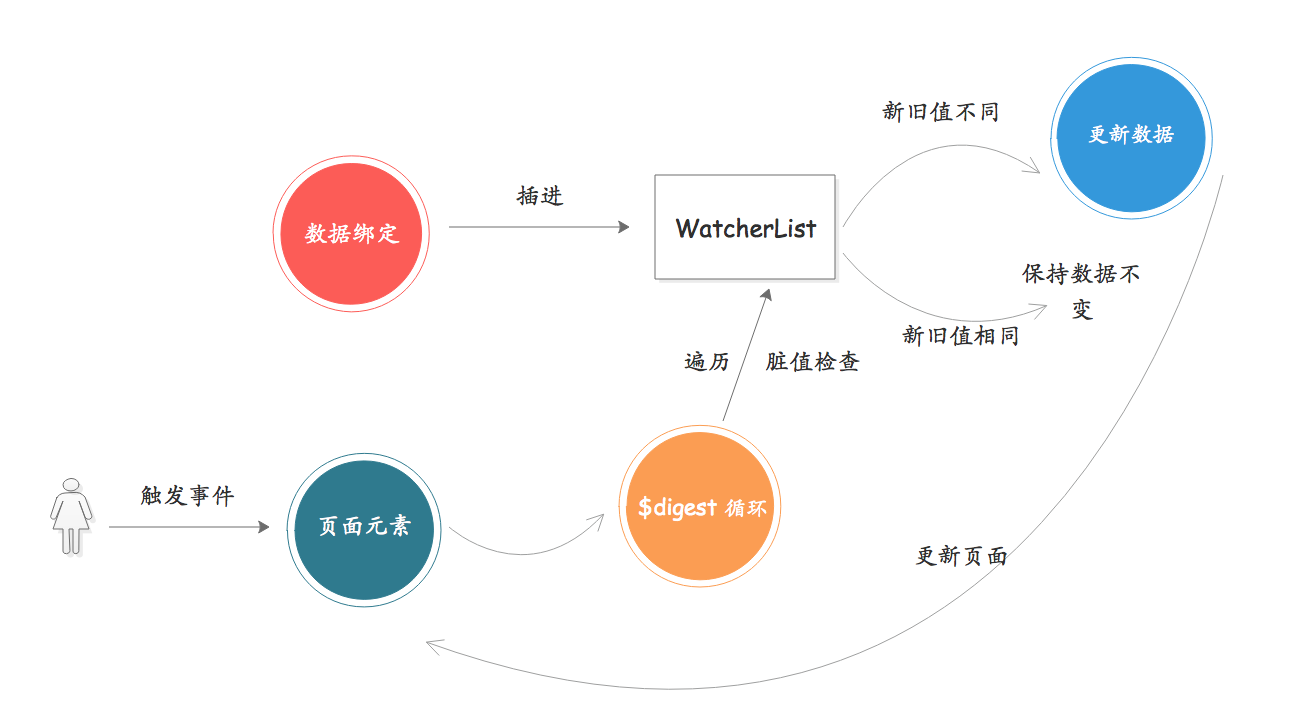 新旧值不同
更新数据
插进
数据绑定
WatcherList
保持数据不
变
新旧值相同
遍历
脏值检查
触发事件
页面元素
$digest 循环
更新页面